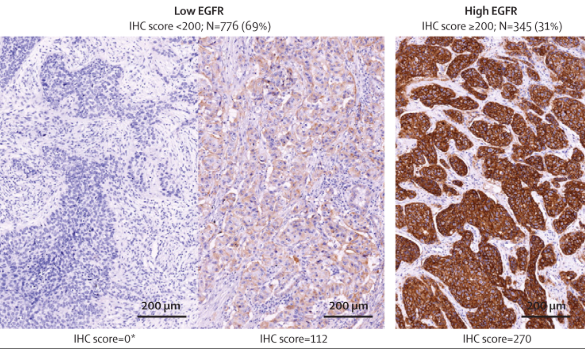 Low EGFR
IHC score <200; N=776 (69%)
High EGFR
IHC score ≥200; N=345 (31%)
200 µm
200 µm
200 µm
IHC score=0*
IHC score=112
IHC score=270